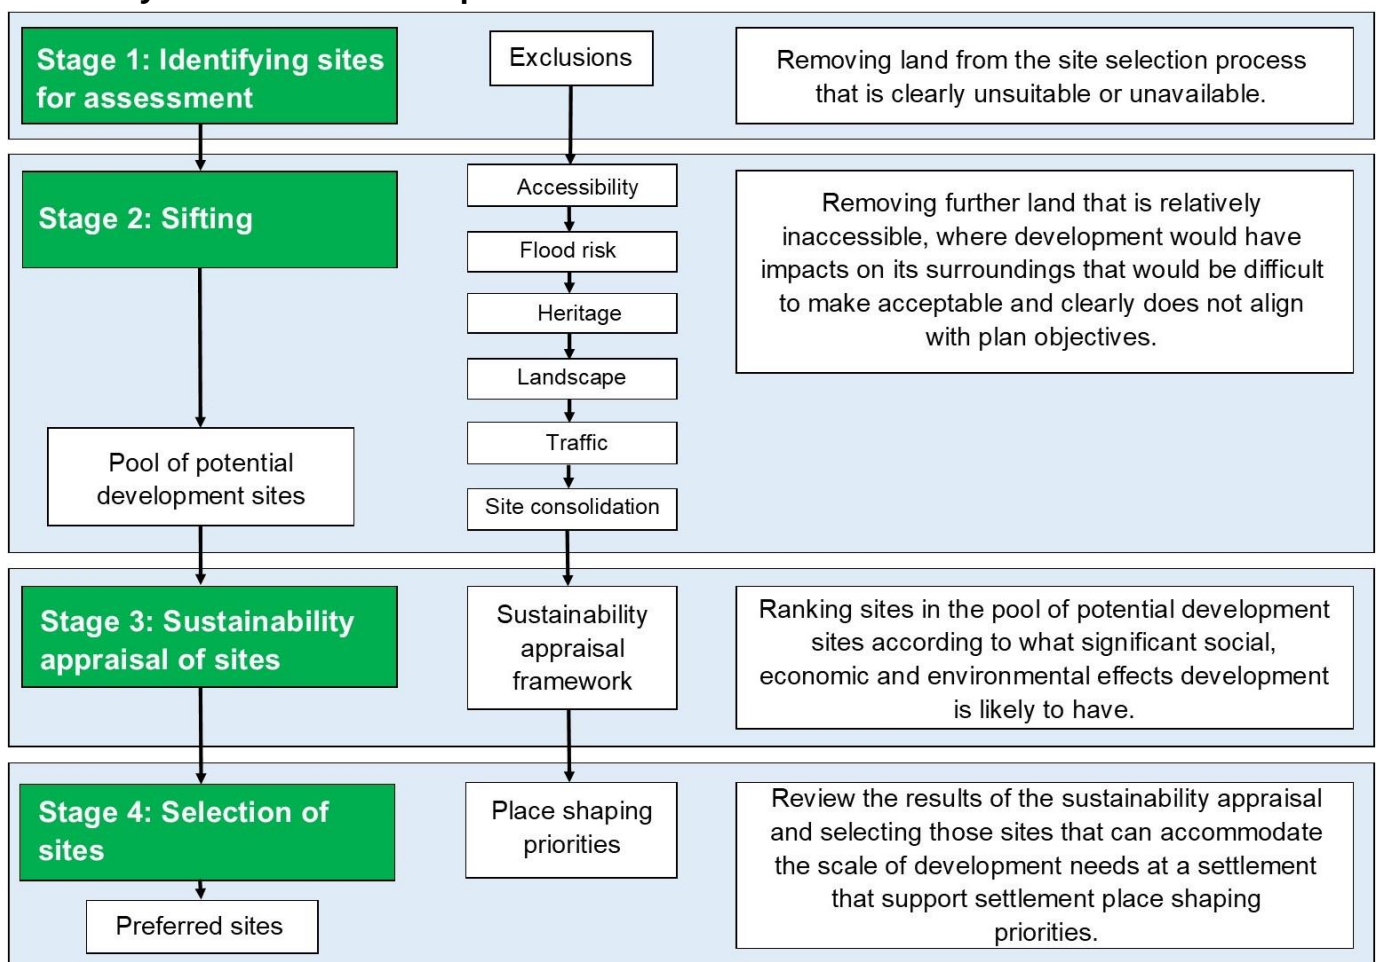 Stage 1: Identifying sites
for assessment
Exclusions
Removing land from the site selection process
that is clearly unsuitable or unavailable.
Stage 2: Sifting
Accessibility
Flood risk
Heritage
Landscape
Traffic
Site consolidation
Removing further land that is relatively
inaccessible, where development would have
impacts on its surroundings that would be difficult
to make acceptable and clearly does not align
with plan objectives.
Pool of potential
development sites
Stage 3: Sustainability
appraisal of sites
Sustainability
appraisal
framework
Ranking sites in the pool of potential development
sites according to what significant social,
economic and environmental effects development
is likely to have.
Stage 4: Selection of
sites
Place shaping
priorities
Review the results of the sustainability appraisal
and selecting those sites that can accommodate
the scale of development needs at a settlement
that support settlement place shaping
priorities.
Preferred sites